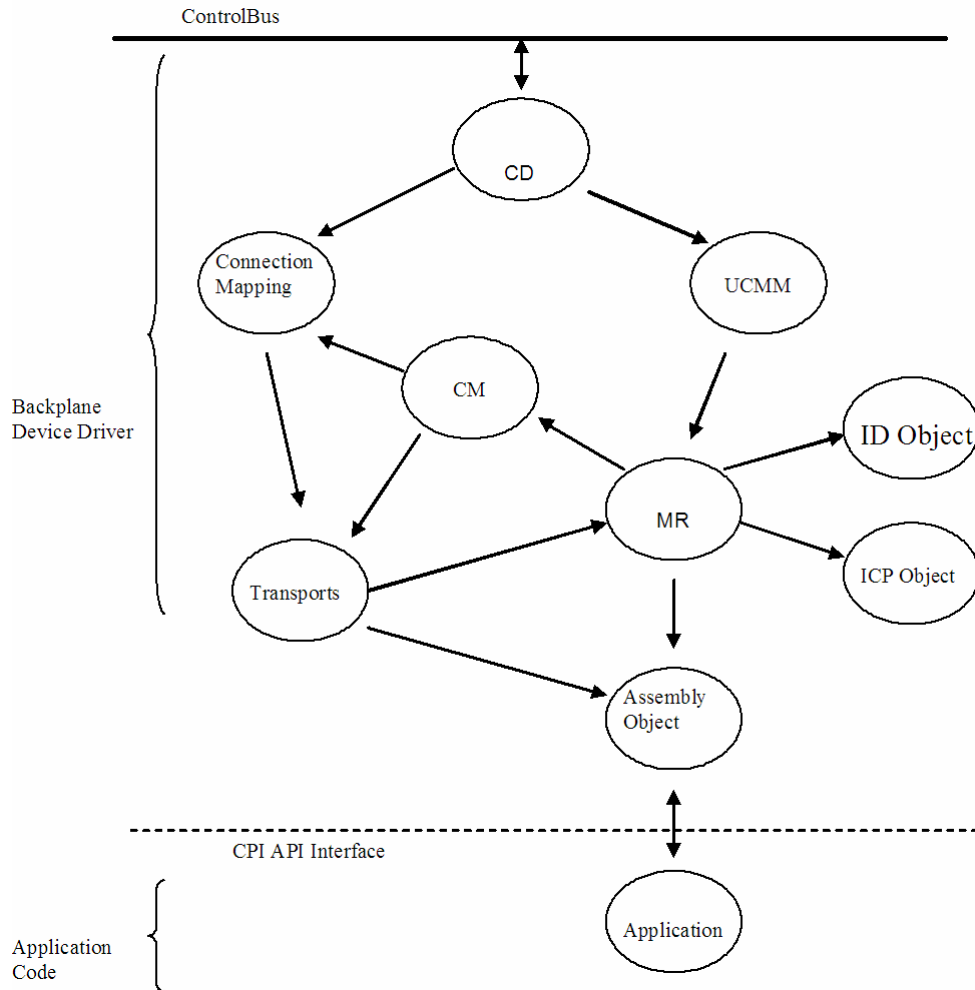 ControlBus
CD
Connection
Mapping
UCMM
CM
Backplane
Device Driver
ID Object
MR
ICP Object
Transports
Assembly
Object
CPI API Interface
Application
Application
Code